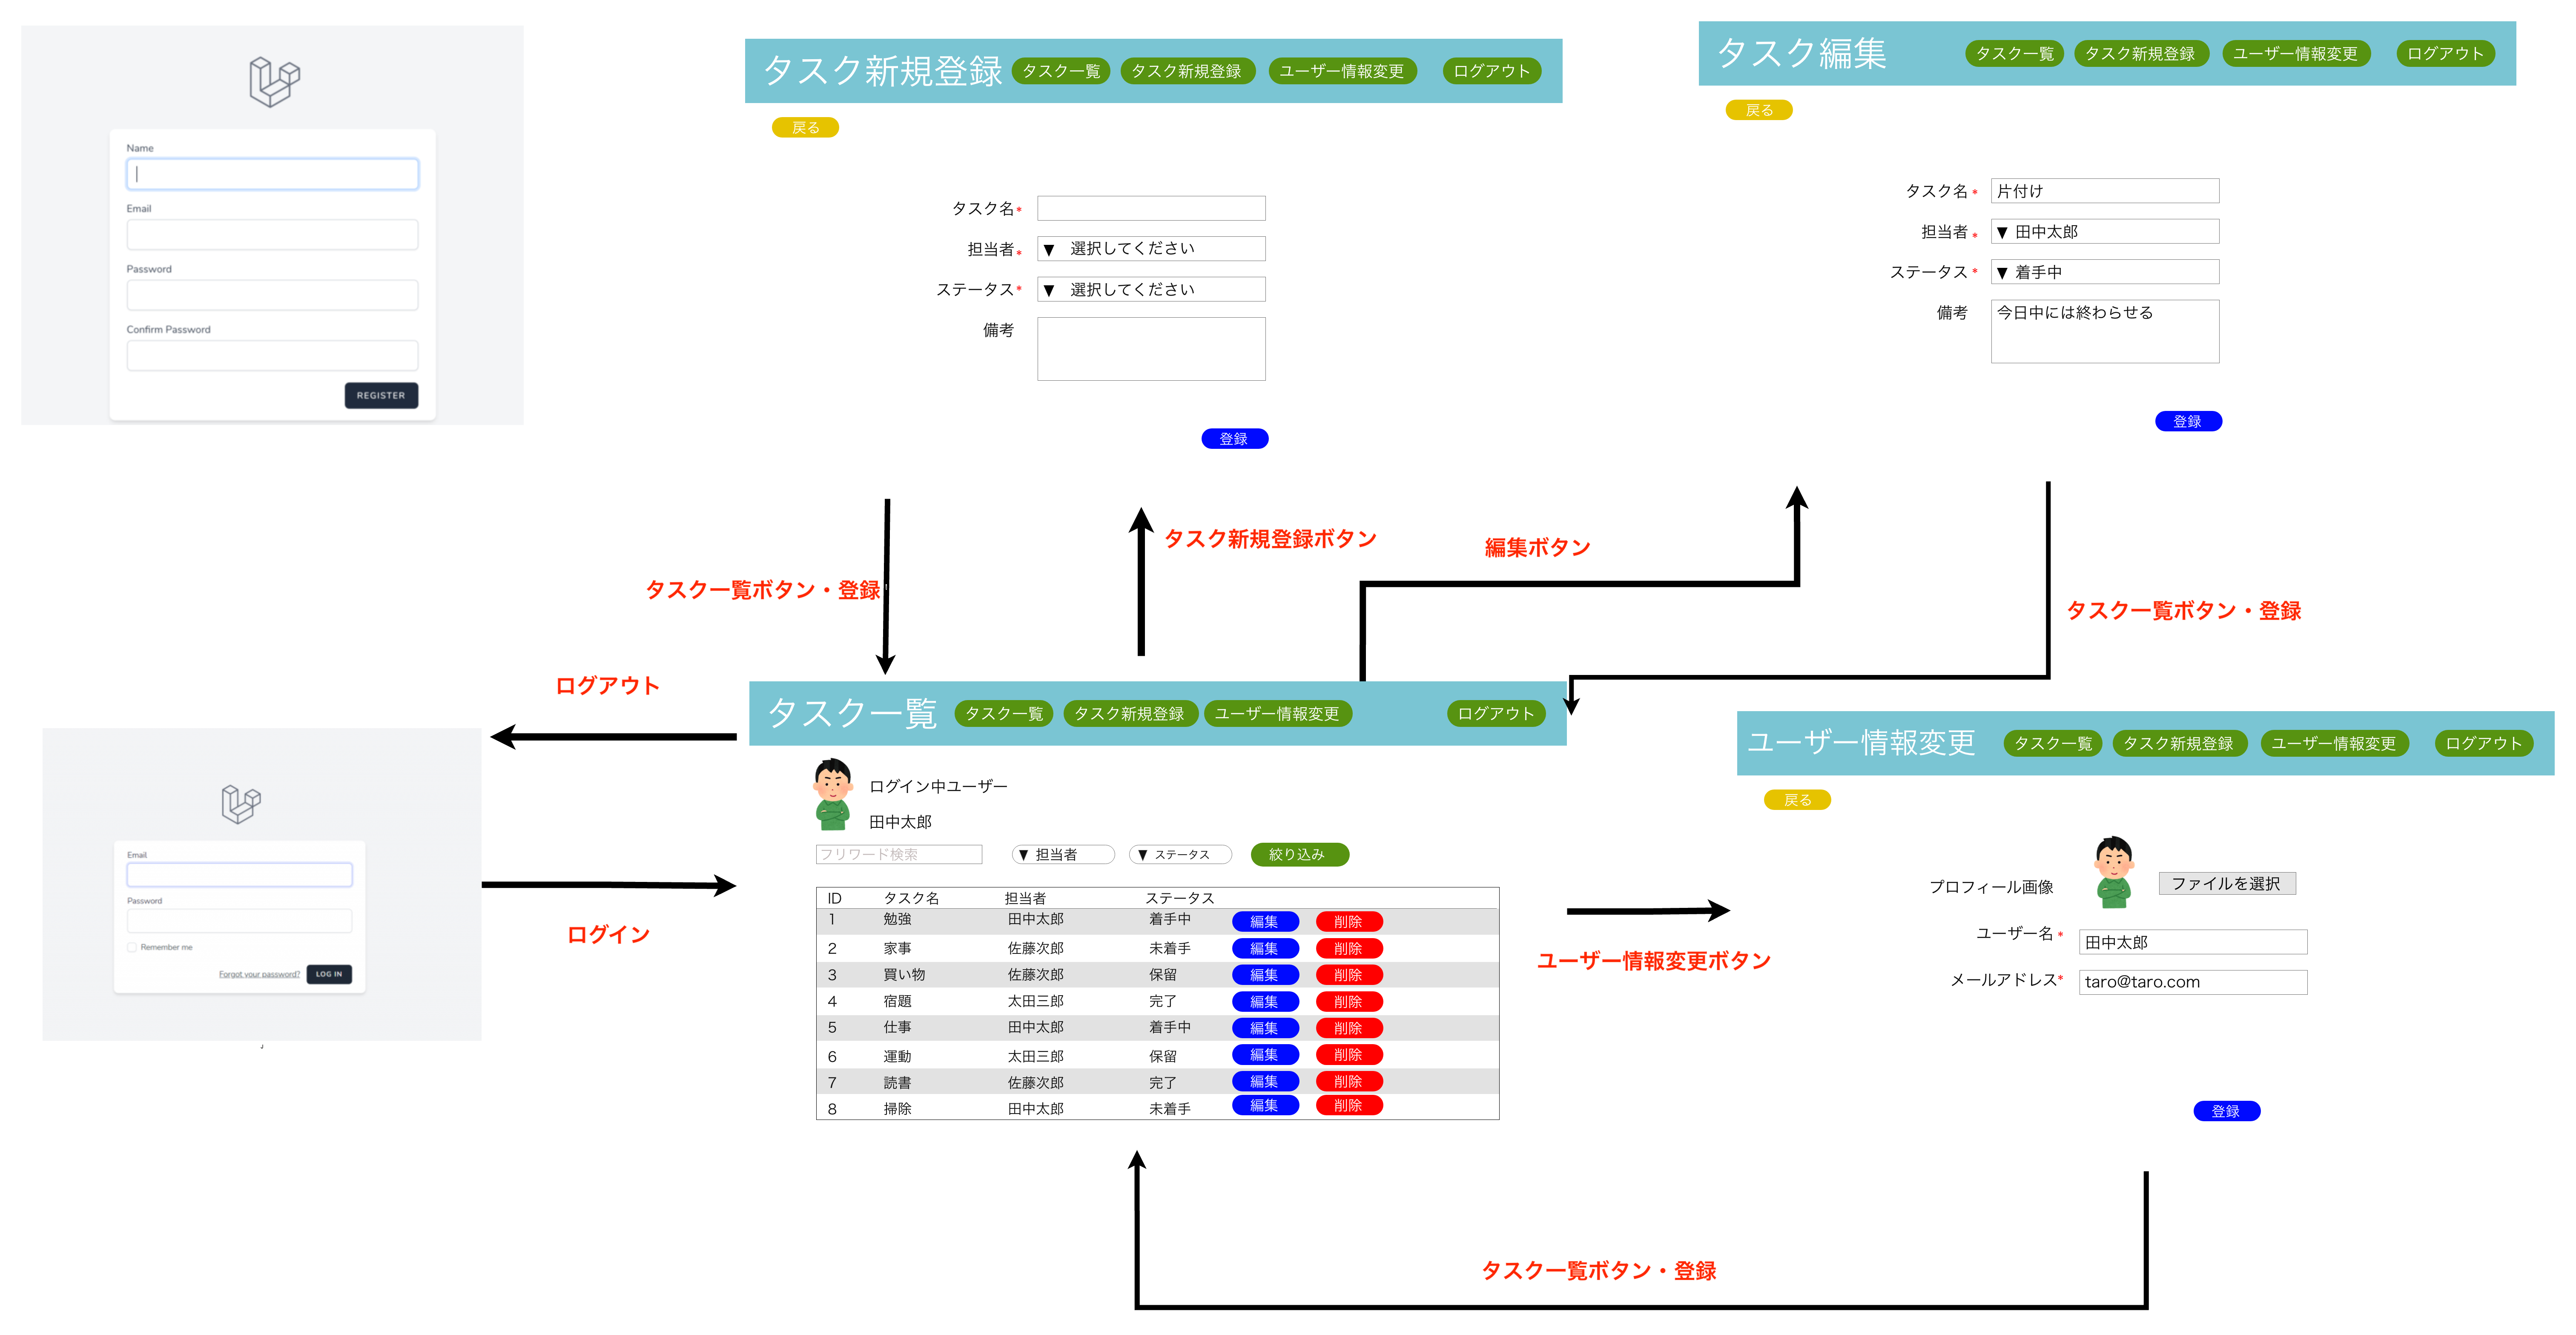 Name
Email
Password
Confirm Password
REGISTER
タスク新規登録 タスク一覧 タスク新規登録 ユーザー情報変更 ログアウト
戻る
タスク名*
担当者* ▼ 選択してください
ステータス* ▼ 選択してください
備考
登録
タスク編集 タスク一覧 タスク新規登録 ユーザー情報変更 ログアウト
戻る
タスク名* 片付け
担当者* ▼ 田中太郎
ステータス* ▼ 着手中
備考 今日中には終わらせる
登録
タスク一覧ボタン・登録
タスク新規登録ボタン
編集ボタン
タスク一覧ボタン・登録
ログアウト
ログイン
Email
Password
Remember me
Forgot your password? LOG IN
」
タスク一覧 タスク一覧 タスク新規登録 ユーザー情報変更 ログアウト
ログイン中ユーザー
田中太郎
フリワード検索 ▼ 担当者 ▼ ステータス 絞り込み
ID タスク名 担当者 ステータス
1 勉強 田中太郎 着手中 編集 削除
2 家事 佐藤次郎 未着手 編集 削除
3 買い物 佐藤次郎 保留 編集 削除
4 宿題 太田三郎 完了 編集 削除
5 仕事 田中太郎 着手中 編集 削除
6 運動 太田三郎 保留 編集 削除
7 読書 佐藤次郎 完了 編集 削除
8 掃除 田中太郎 未着手 編集 削除
ユーザー情報変更ボタン
ユーザー情報変更 タスク一覧 タスク新規登録 ユーザー情報変更 ログアウト
戻る
プロフィール画像 ファイルを選択
ユーザー名* 田中太郎
メールアドレス* taro@taro.com
登録
タスク一覧ボタン・登録